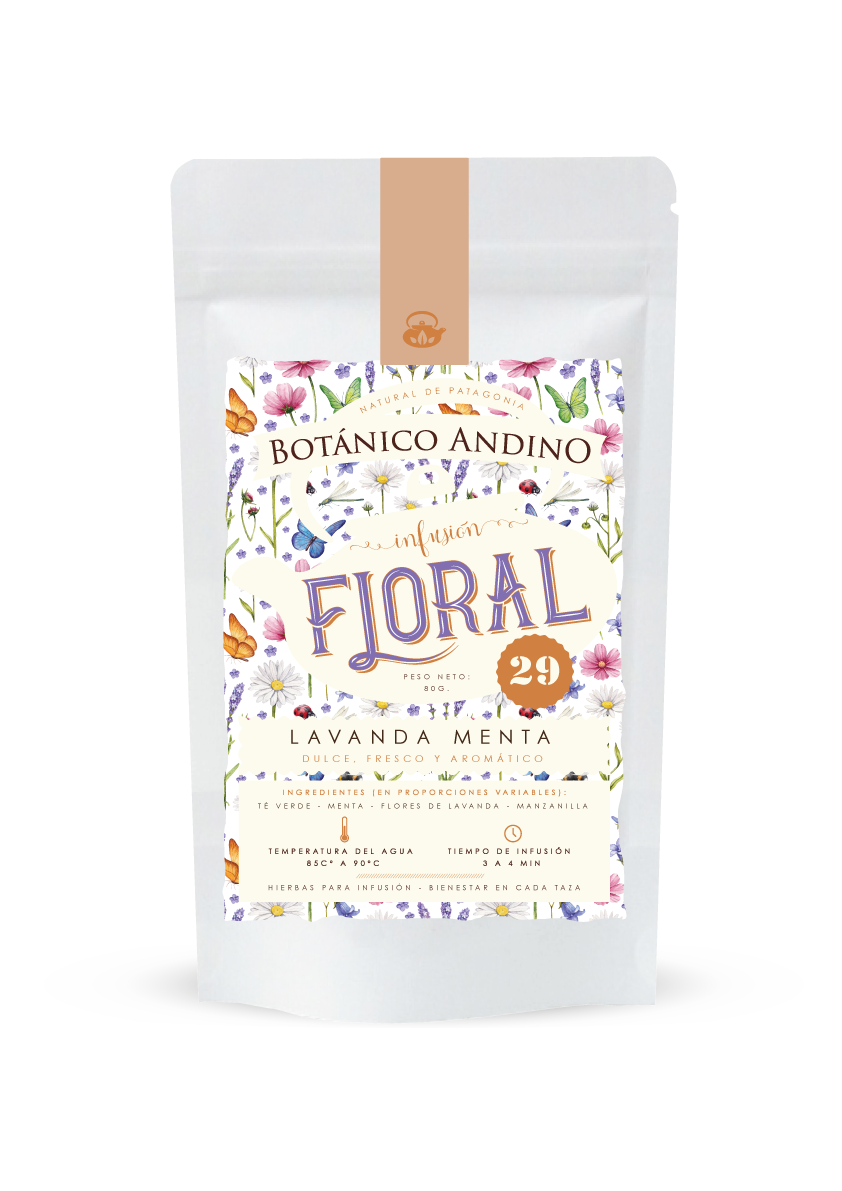 NATURAL DE PATAGONIA
BOTÁNICO ANDINO
infusión
FLORAL
PESO NETO:
80G.
29
LAVANDA MENTA
DULCE, FRESCO Y AROMÁTICO
INGREDIENTES (EN PROPORCIONES VARIABLES):
TÉ VERDE - MENTA - FLORES DE LAVANDA - MANZANILLA
TEMPERATURA DEL AGUA
85Cº A 90ºC
TIEMPO DE INFUSIÓN
3 A 4 MIN
HIERBAS PARA INFUSIÓN - BIENESTAR EN CADA TAZA